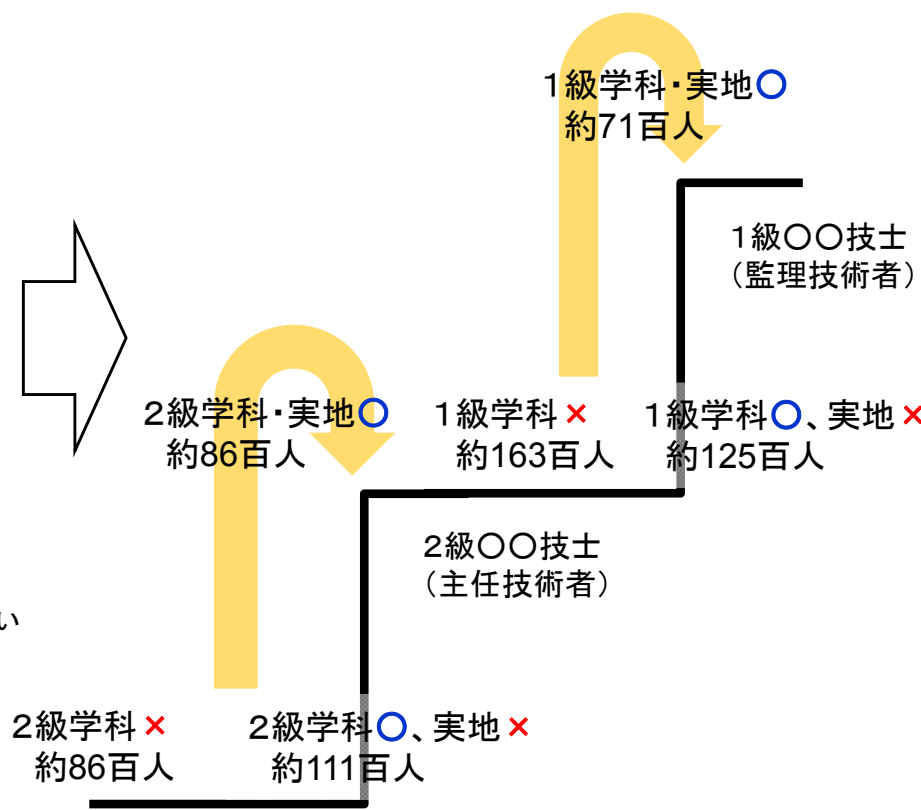 1級学科・実地○
約71百人
1級○○技士
（監理技術者）
2級学科・実地○
約86百人
1級学科×
約163百人
1級学科○、実地×
約125百人
2級○○技士
（主任技術者）
い
2級学科×
約86百人
2級学科○、実地×
約111百人